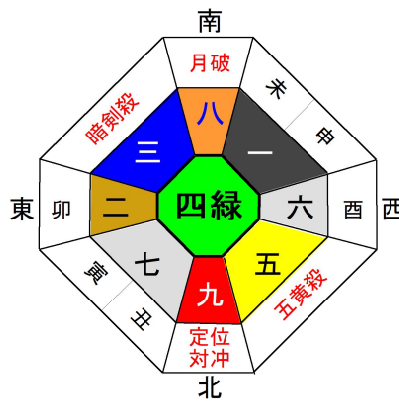 南
月破
暗剣殺
未
申
八
三
一
東
卯
二
四緑
六
酉
西
寅
七
五
五黄殺
丑
九
定位
対冲
北